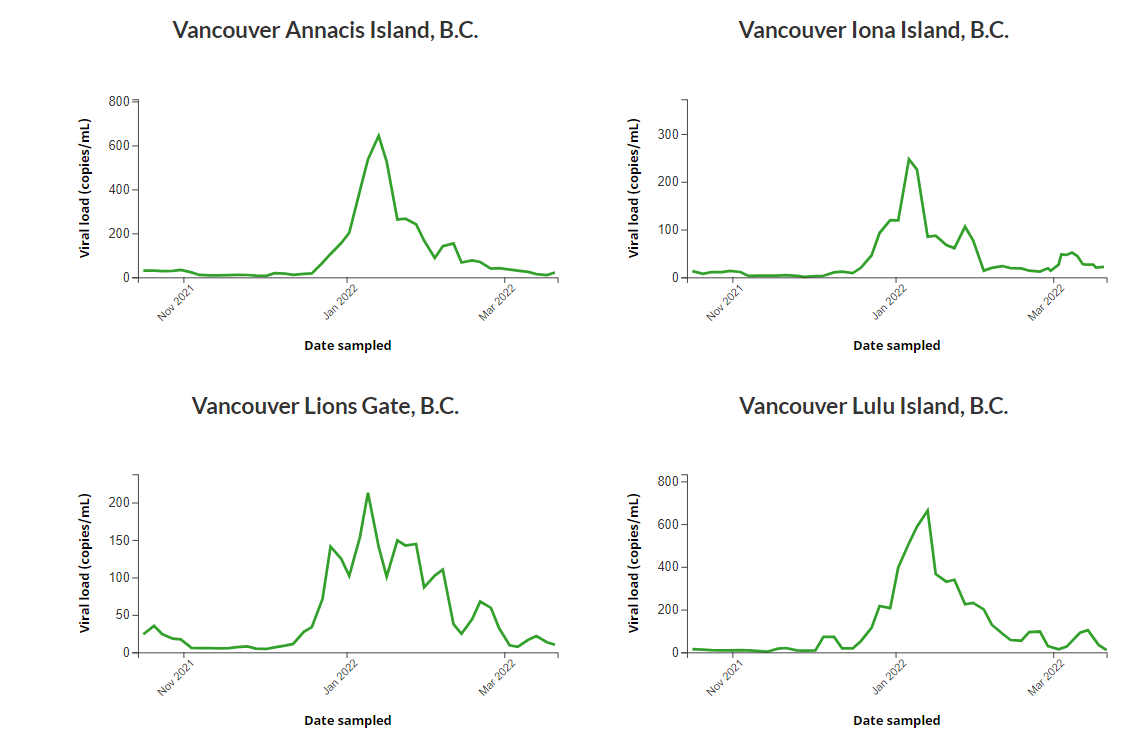 Vancouver Annacis Island, B.C.
Viral load (copies/mL)
800
600
400
200
0
Nov 2021
Jan 2022
Mar 2022
Date sampled
Vancouver Iona Island, B.C.
Viral load (copies/mL)
300
200
100
0
Nov 2021
Jan 2022
Mar 2022
Date sampled
Vancouver Lions Gate, B.C.
Viral load (copies/mL)
200
150
100
50
0
Nov 2021
Jan 2022
Mar 2022
Date sampled
Vancouver Lulu Island, B.C.
Viral load (copies/mL)
800
600
400
200
0
Nov 2021
Jan 2022
Mar 2022
Date sampled